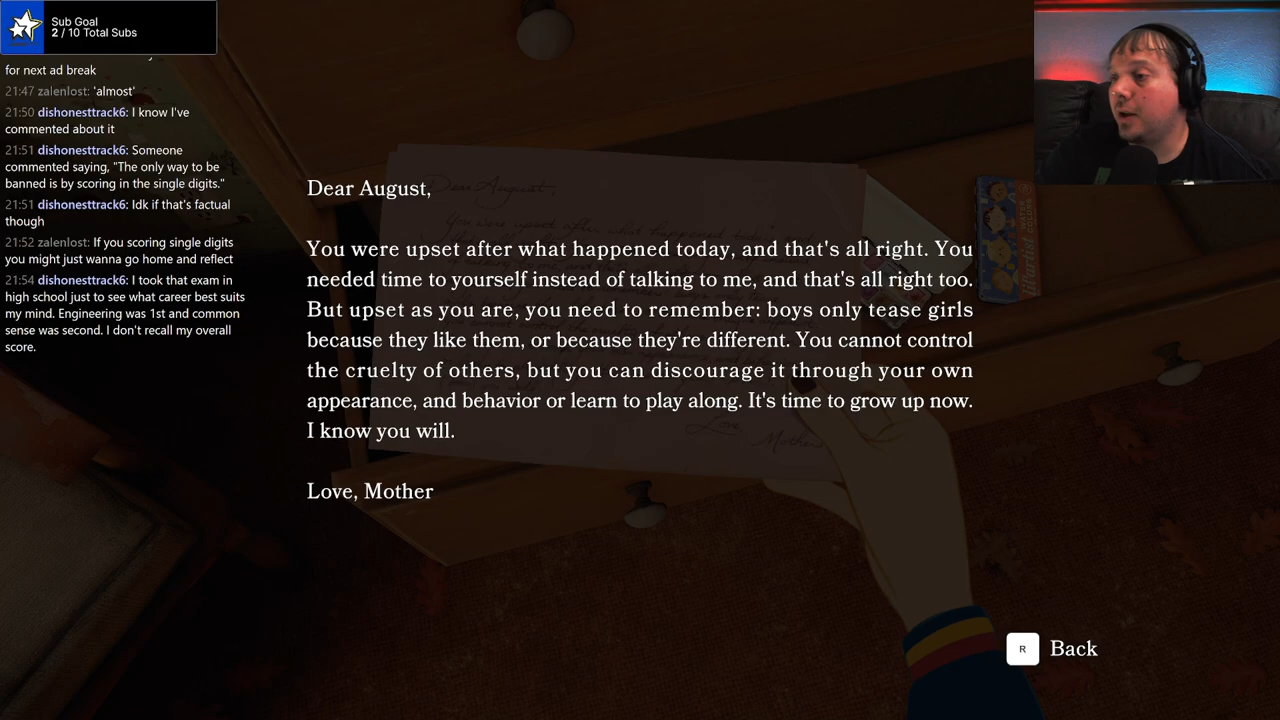 Sub Goal
2 / 10 Total Subs
for next ad break
21:47 zalenlost: 'almost'
21:50 dishonesttrack6: I know I've
commented about it
21:51 dishonesttrack6: Someone
commented saying, "The only way to be
banned is by scoring in the single digits."
21:51 dishonesttrack6: Idk if that's factual
though
21:52 zalenlost: If you scoring single digits
you might just wanna go home and reflect
21:54 dishonesttrack6: I took that exam in
high school just to see what career best suits
my mind. Engineering was 1st and common
sense was second. I don't recall my overall
score.
Dear August,
You were upset after what happened today, and that's all right. You
needed time to yourself instead of talking to me, and that's all right too.
But upset as you are, you need to remember: boys only tease girls
because they like them, or because they're different. You cannot control
the cruelty of others, but you can discourage it through your own
appearance, and behavior or learn to play along. It's time to grow up now.
I know you will.
Love, Mother
Dear August,
Love
Mother
WATER COLORS
R Back